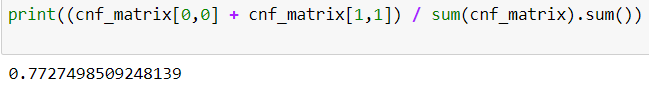 print((cnf_matrix[0,0] + cnf_matrix[1,1]) / sum(cnf_matrix).sum())
0.7727498509248139